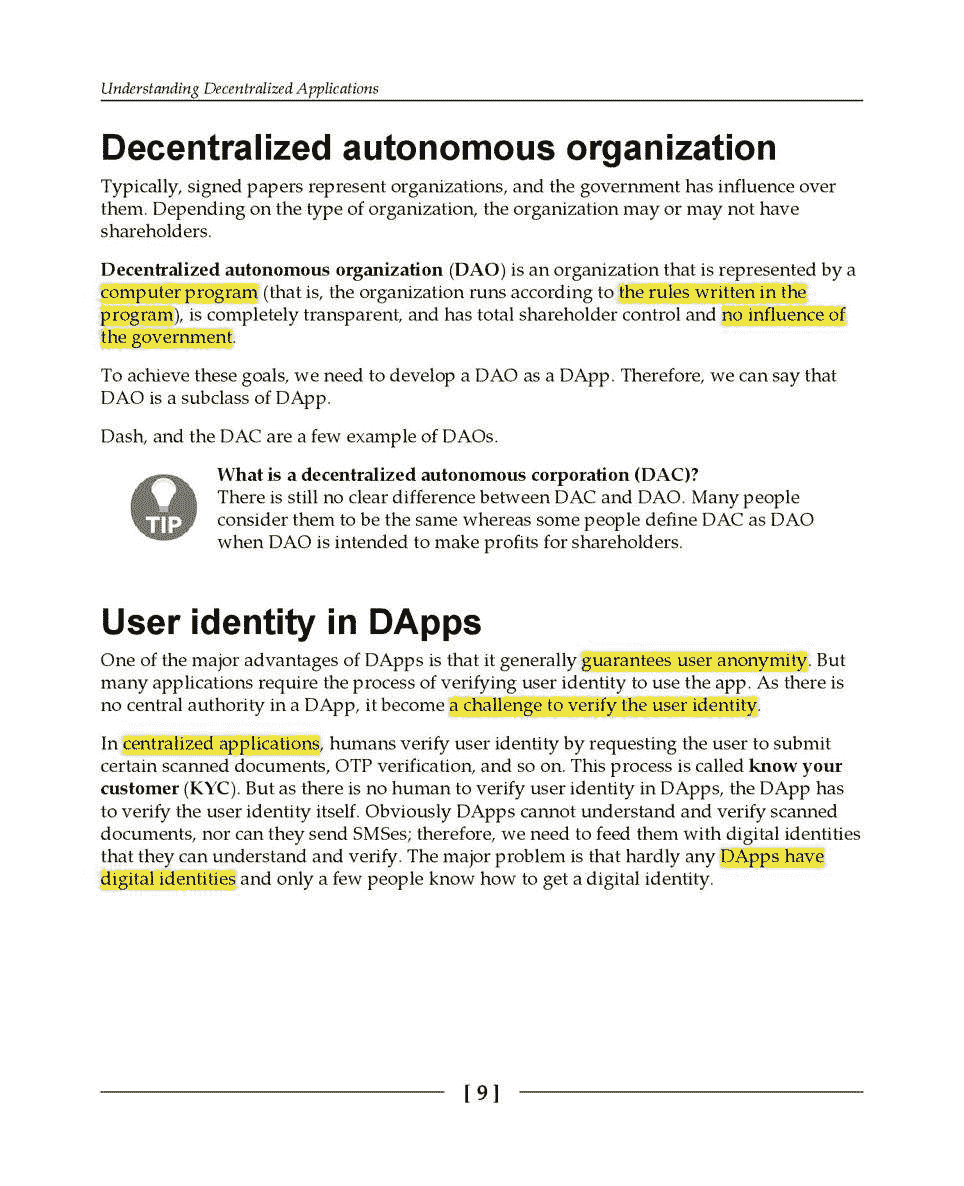 Understanding Decentralized Applications
Decentralized autonomous organization
Typically, signed papers represent organizations, and the government has influence over
them. Depending on the type of organization, the organization may or may not have
shareholders.
Decentralized autonomous organization (DAO) is an organization that is represented by a
computer program (that is, the organization runs according to the rules written in the
program), is completely transparent, and has total shareholder control and no influence of
the government.
To achieve these goals, we need to develop a DAO as a DApp. Therefore, we can say that
DAO is a subclass of DApp.
Dash, and the DAC are a few example of DAOs.
TIP
What is a decentralized autonomous corporation (DAC)?
There is still no clear difference between DAC and DAO. Many people
consider them to be the same whereas some people define DAC as DAO
when DAO is intended to make profits for shareholders.
User identity in DApps
One of the major advantages of DApps is that it generally guarantees user anonymity. But
many applications require the process of verifying user identity to use the app. As there is
no central authority in a DApp, it become a challenge to verify the user identity.
In centralized applications, humans verify user identity by requesting the user to submit
certain scanned documents, OTP verification, and so on. This process is called know your
customer (KYC). But as there is no human to verify user identity in DApps, the DApp has
to verify the user identity itself. Obviously DApps cannot understand and verify scanned
documents, nor can they send SMSes; therefore, we need to feed them with digital identities
that they can understand and verify. The major problem is that hardly any DApps have
digital identities and only a few people know how to get a digital identity.
[ 9 ]